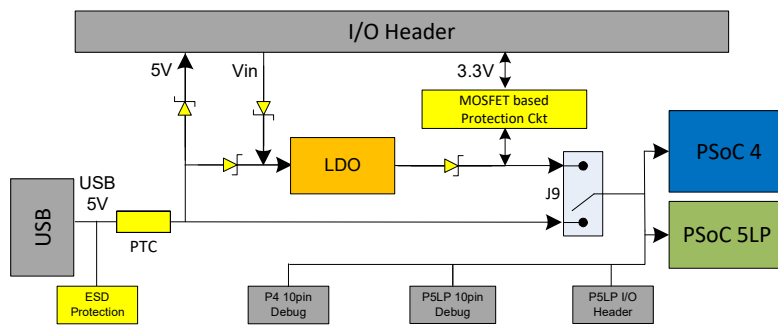 I/O Header
5V
Vin
3.3V
MOSFET based
Protection Ckt
PSoC 4
LDO
J9
USB
USB
5V
PTC
PSoC 5LP
ESD
Protection
P4 10pin
Debug
P5LP 10pin
Debug
P5LP I/O
Header